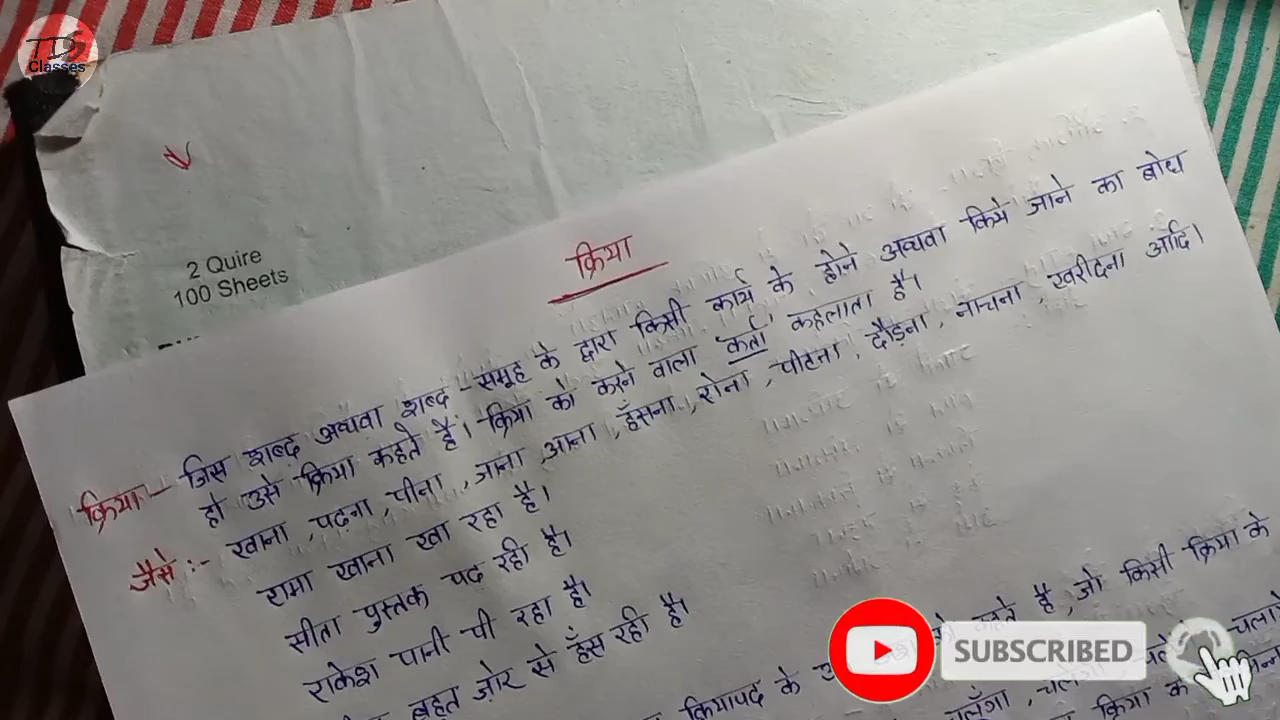 TDS
Classes
2 Quire
100 Sheets
क्रिया
क्रिया - जिस शब्द अथवा शब्द-समूह के द्वारा किसी कार्य के होने अथवा किये जाने का बोध
हो उसे क्रिया कहते है। क्रिया को करने वाला 'कर्ता' कहलाता है।
जैसे :- खाना, पढ़ना, पीना, जाना, आना, हँसना, रोना, पीटना, दौड़ना, नाचना, खरीदना आदि।
रामा खाना खा रहा है।
सीता पुस्तक पढ रही है।
राकेश पानी पी रहा है।
बहुत ज़ोर से हँस रही है।
क्रियापद के कहते है, जो किसी क्रिया के
क्रिया के
SUBSCRIBED